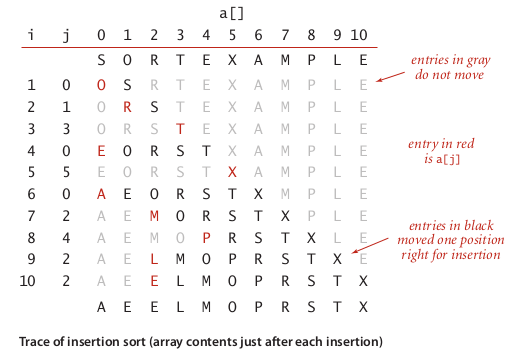 a[]
i j 0 1 2 3 4 5 6 7 8 9 10
S O R T E X A M P L E
1 0 O S R T E X A M P L E
2 1 O R S T E X A M P L E
3 3 O R S T E X A M P L E
4 0 E O R S T X A M P L E
5 5 E O R S T X A M P L E
6 0 A E O R S T X M P L E
7 2 A E M O R S T X P L E
8 4 A E M O P R S T X L E
9 2 A E L M O P R S T X E
10 2 A E E L M O P R S T X
A E E L M O P R S T X
entries in gray
do not move
entry in red
is a[j]
entries in black
moved one position
right for insertion
Trace of insertion sort (array contents just after each insertion)